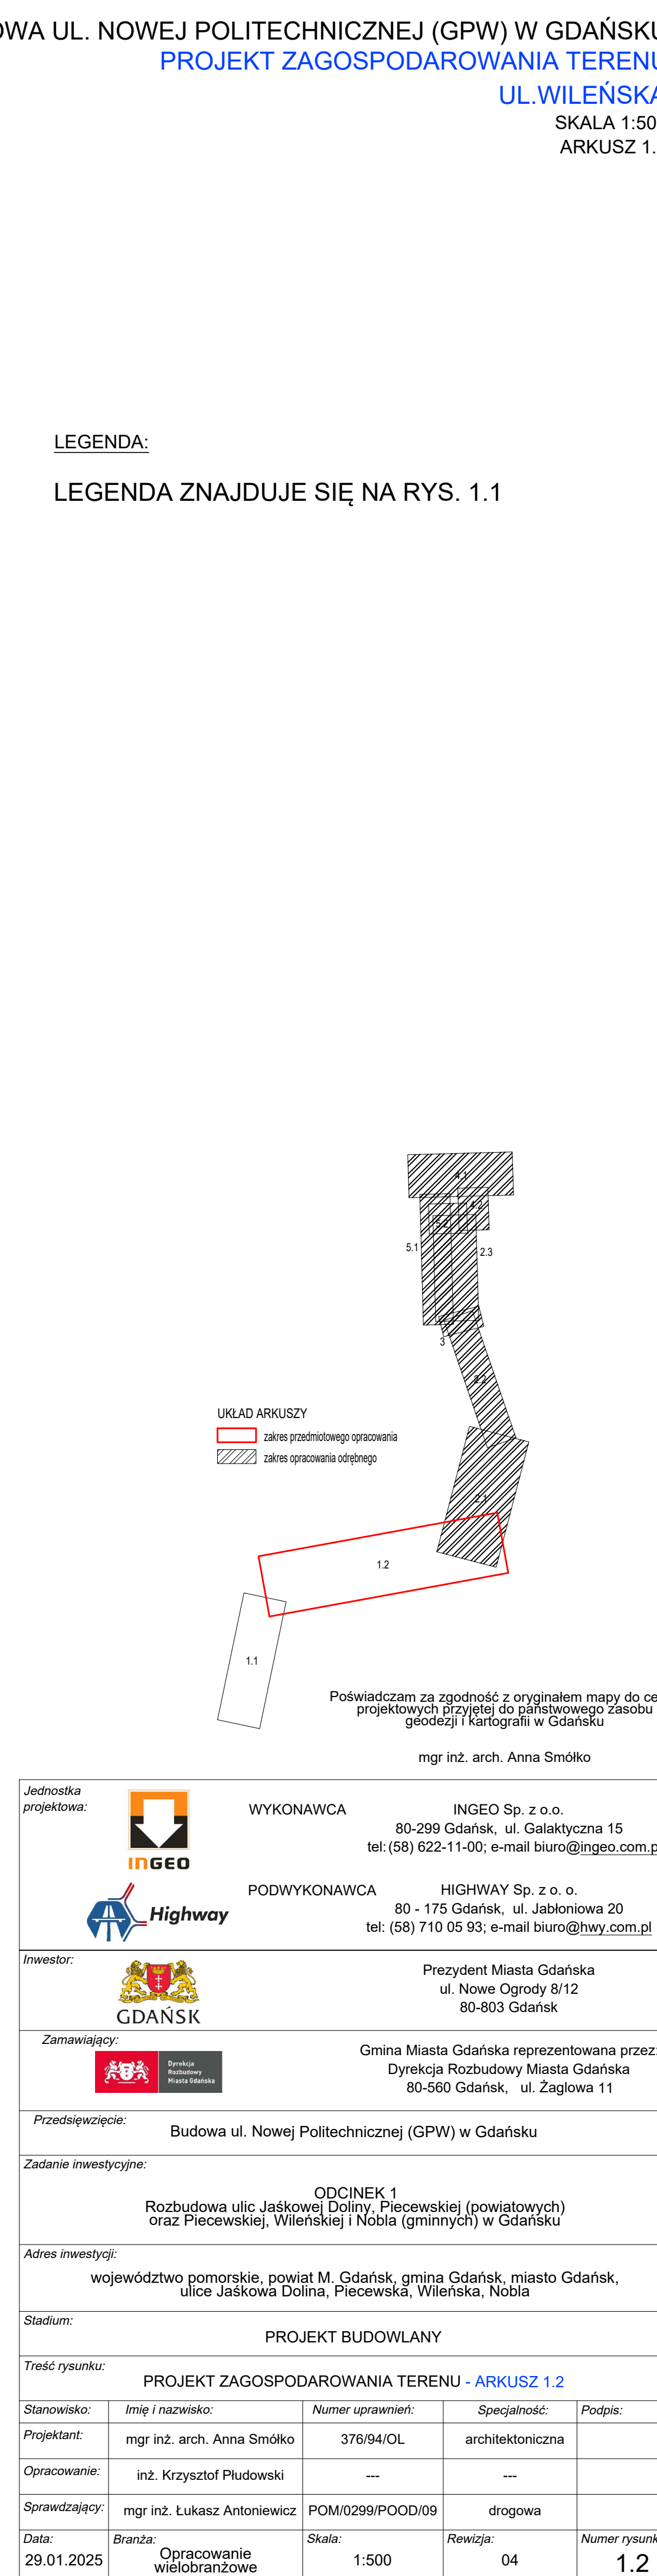 OWA UL. NOWEJ POLITECHNICZNEJ (GPW) W GDAŃSKU
PROJEKT ZAGOSPODAROWANIA TERENU
UL.WILEŃSKA
SKALA 1:50
ARKUSZ 1.
LEGENDA:
LEGENDA ZNAJDUJE SIĘ NA RYS. 1.1
4.1
4.2
5.2
5.1
2.3
3
2.2
UKŁAD ARKUSZY
zakres przedmiotowego opracowania
zakres opracowania odrębnego
2.1
1.2
1.1
Poświadczam za zgodność z oryginałem mapy do ce
projektowych przyjętej do państwowego zasobu
geodezji i kartografii w Gdańsku
mgr inż. arch. Anna Smółko
Jednostka
projektowa:
INGEO
WYKONAWCA
INGEO Sp. z o.o.
80-299 Gdańsk, ul. Galaktyczna 15
tel:(58) 622-11-00; e-mail biuro@ingeo.com.p
Highway
PODWYKONAWCA
HIGHWAY Sp. z o. o.
80 - 175 Gdańsk, ul. Jabłoniowa 20
tel: (58) 710 05 93; e-mail biuro@hwy.com.pl
Inwestor:
GDAŃSK
Prezydent Miasta Gdańska
ul. Nowe Ogrody 8/12
80-803 Gdańsk
Zamawiający:
Dyrekcja
Rozbudowy
Miasta Gdańska
Gmina Miasta Gdańska reprezentowana przez:
Dyrekcja Rozbudowy Miasta Gdańska
80-560 Gdańsk, ul. Żaglowa 11
Przedsięwzięcie:
Budowa ul. Nowej Politechnicznej (GPW) w Gdańsku
Zadanie inwestycyjne:
ODCINEK 1
Rozbudowa ulic Jaśkowej Doliny, Piecewskiej (powiatowych)
oraz Piecewskiej, Wileńskiej i Nobla (gminnych) w Gdańsku
Adres inwestycji:
województwo pomorskie, powiat M. Gdańsk, gmina Gdańsk, miasto Gdańsk,
ulice Jaśkowa Dolina, Piecewska, Wileńska, Nobla
Stadium:
PROJEKT BUDOWLANY
Treść rysunku:
PROJEKT ZAGOSPODAROWANIA TERENU - ARKUSZ 1.2
Stanowisko: Imię i nazwisko: Numer uprawnień: Specjalność: Podpis:
Projektant: mgr inż. arch. Anna Smółko 376/94/OL architektoniczna
Opracowanie: inż. Krzysztof Płudowski --- ---
Sprawdzający: mgr inż. Łukasz Antoniewicz POM/0299/POOD/09 drogowa
Data: Branża: Skala: Rewizja: Numer rysunk
29.01.2025 Opracowanie wielobranżowe 1:500 04 1.2